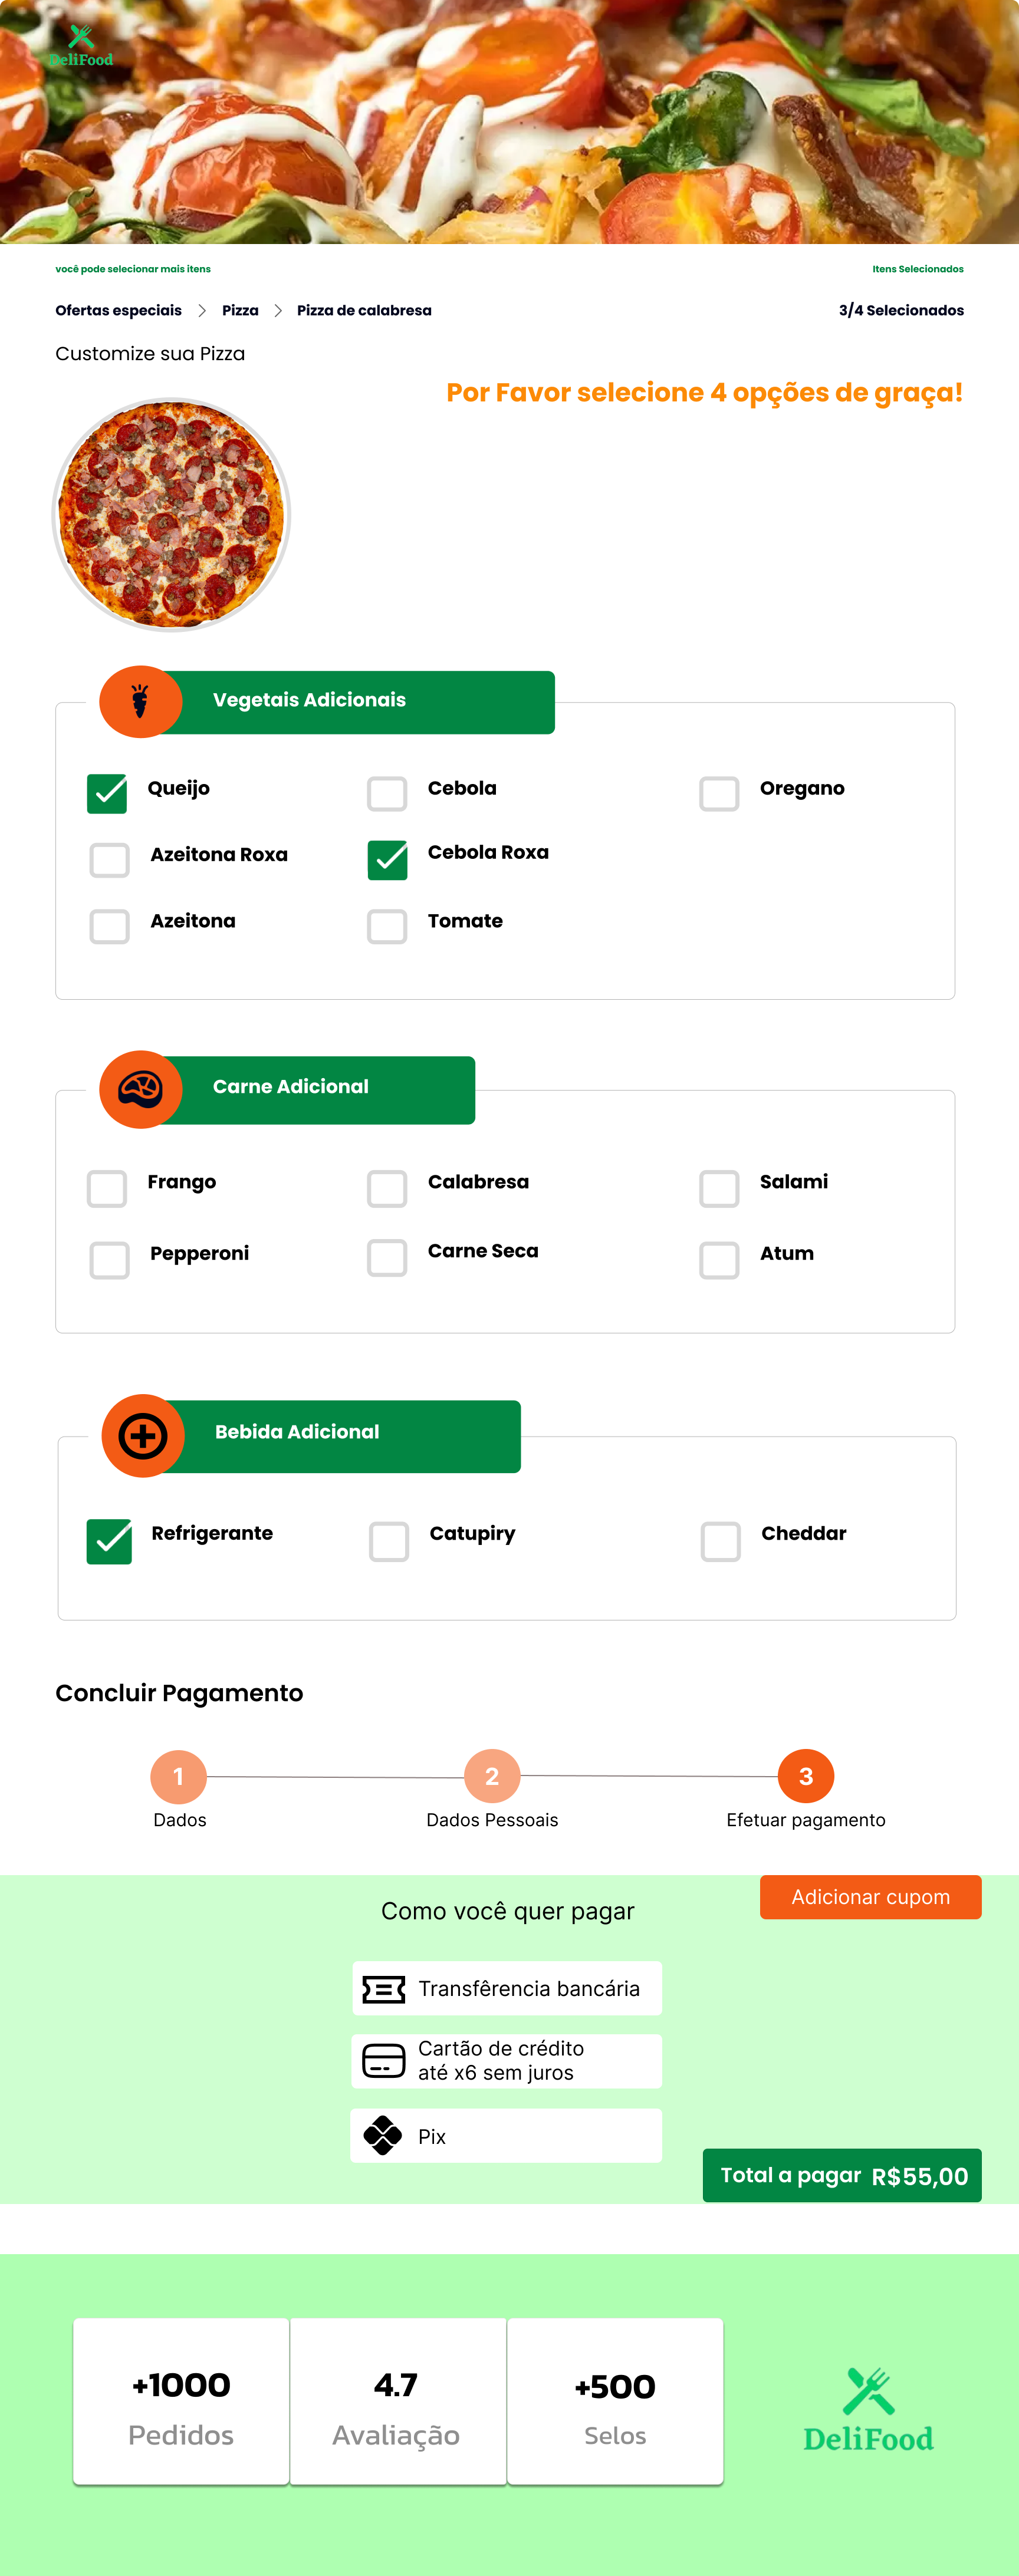 DeliFood
você pode selecionar mais itens
Itens Selecionados
Ofertas especiais > Pizza > Pizza de calabresa
3/4 Selecionados
Customize sua Pizza
Por Favor selecione 4 opções de graça!
Vegetais Adicionais
Queijo
Cebola
Oregano
Azeitona Roxa
Cebola Roxa
Azeitona
Tomate
Carne Adicional
Frango
Calabresa
Salami
Pepperoni
Carne Seca
Atum
Bebida Adicional
Refrigerante
Catupiry
Cheddar
Concluir Pagamento
1
2
3
Dados
Dados Pessoais
Efetuar pagamento
Adicionar cupom
Como você quer pagar
Transfêrencia bancária
Cartão de crédito
até x6 sem juros
Pix
Total a pagar R$55,00
+1000
Pedidos
4.7
Avaliação
+500
Selos
DeliFood